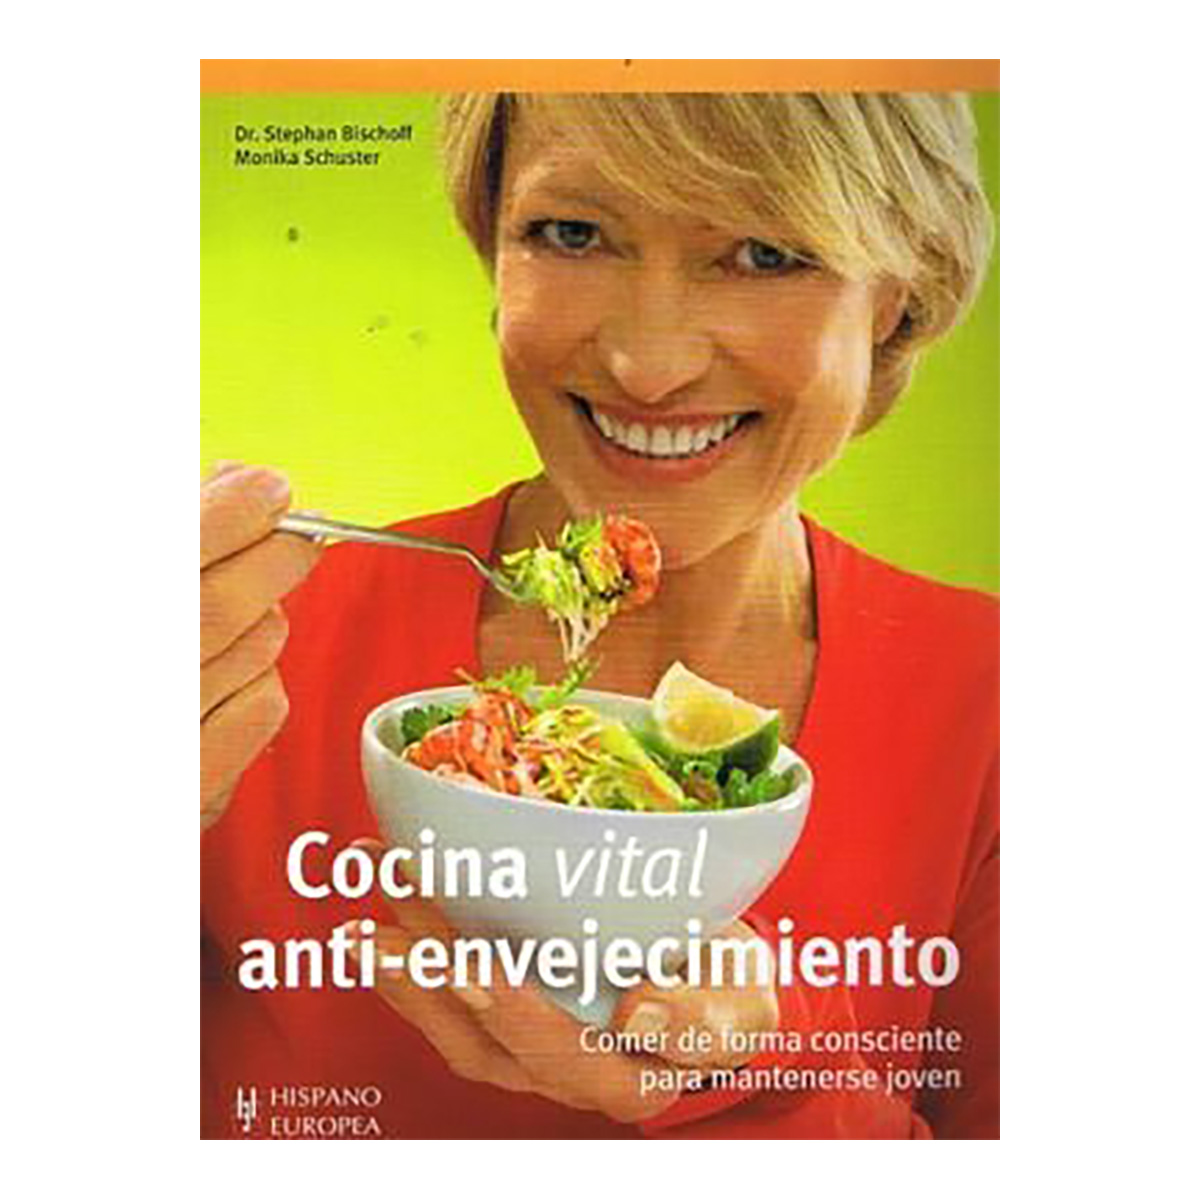 Dr. Stephan Bischoff
Monika Schuster
Cocina vital
anti-envejecimiento
Comer de forma consciente
para mantenerse joven
HISPANO
EUROPEA